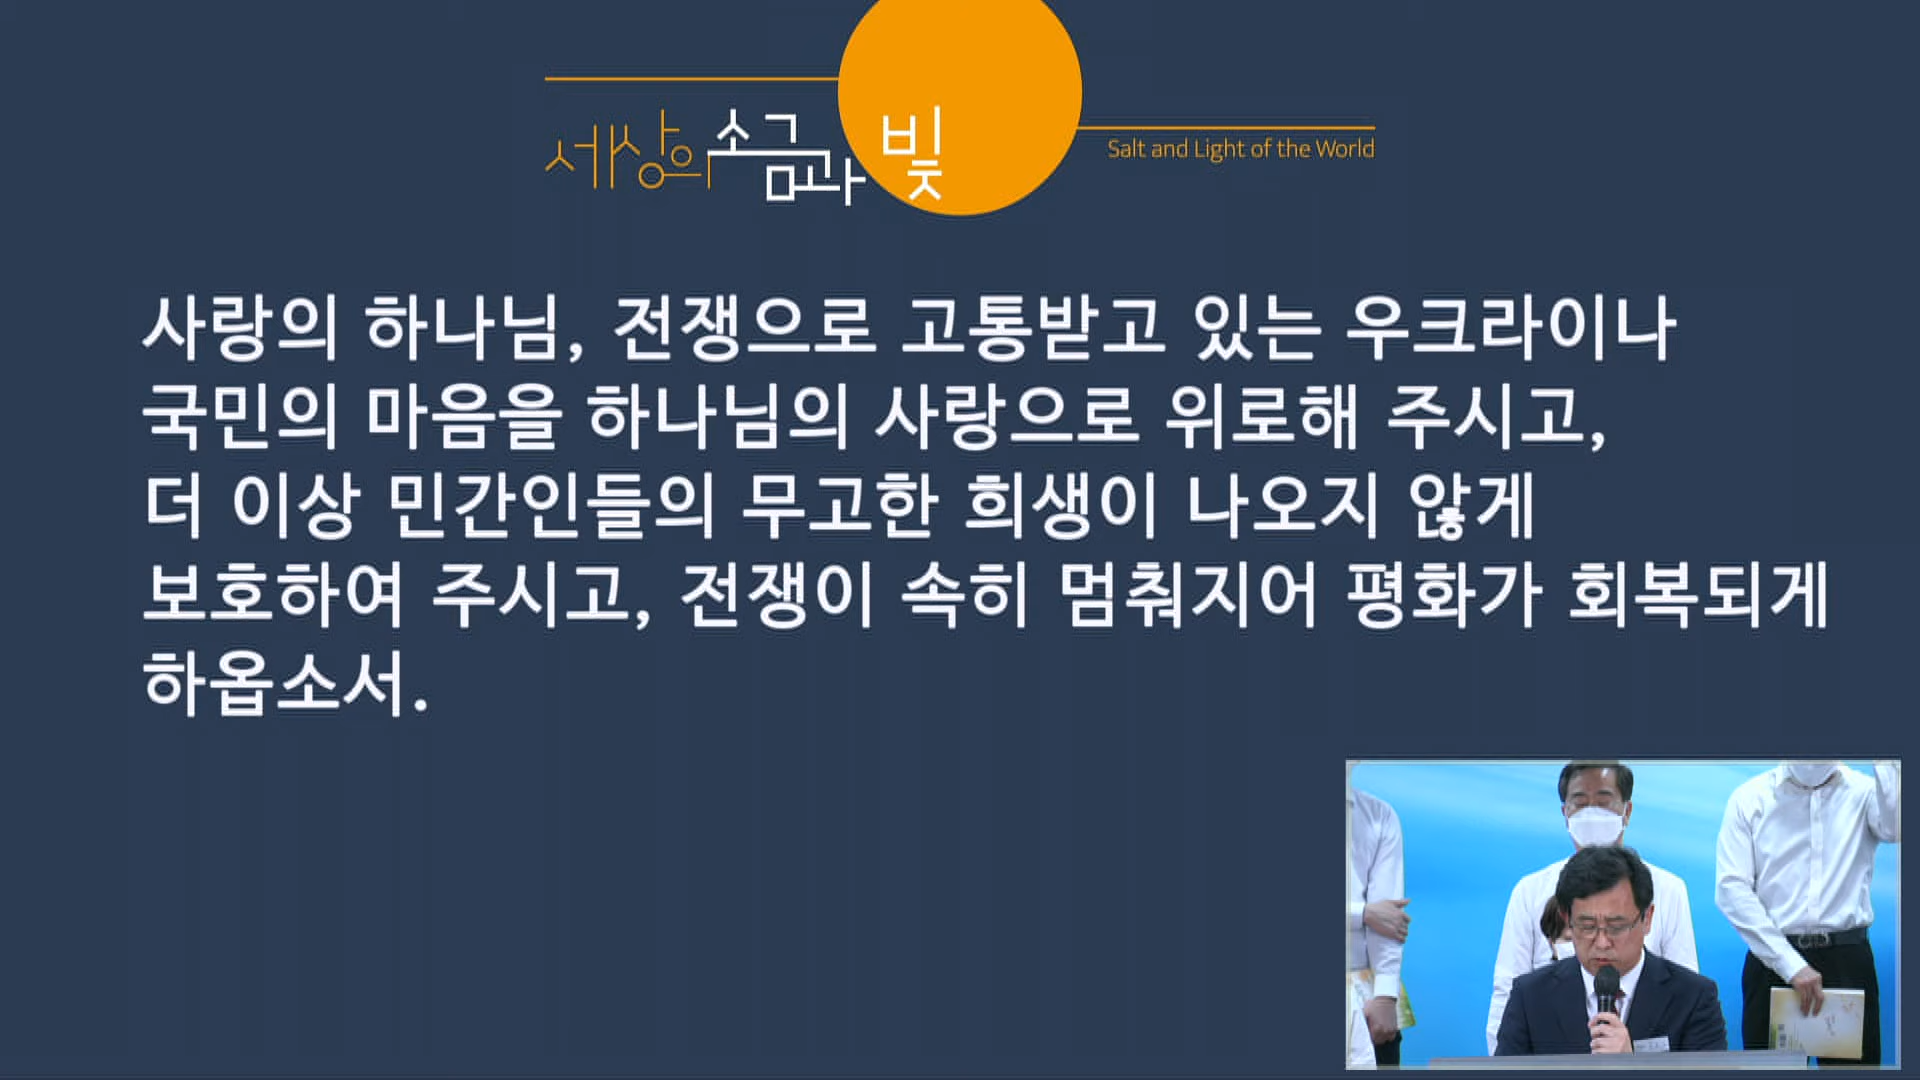 세상의 소금과 빛
Salt and Light of the World
사랑의 하나님, 전쟁으로 고통받고 있는 우크라이나
국민의 마음을 하나님의 사랑으로 위로해 주시고,
더 이상 민간인들의 무고한 희생이 나오지 않게
보호하여 주시고, 전쟁이 속히 멈춰지어 평화가 회복되게
하옵소서.